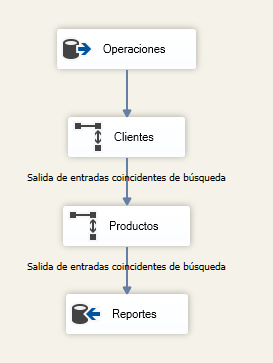 Operaciones
Clientes
Salida de entradas coincidentes de búsqueda
Productos
Salida de entradas coincidentes de búsqueda
Reportes